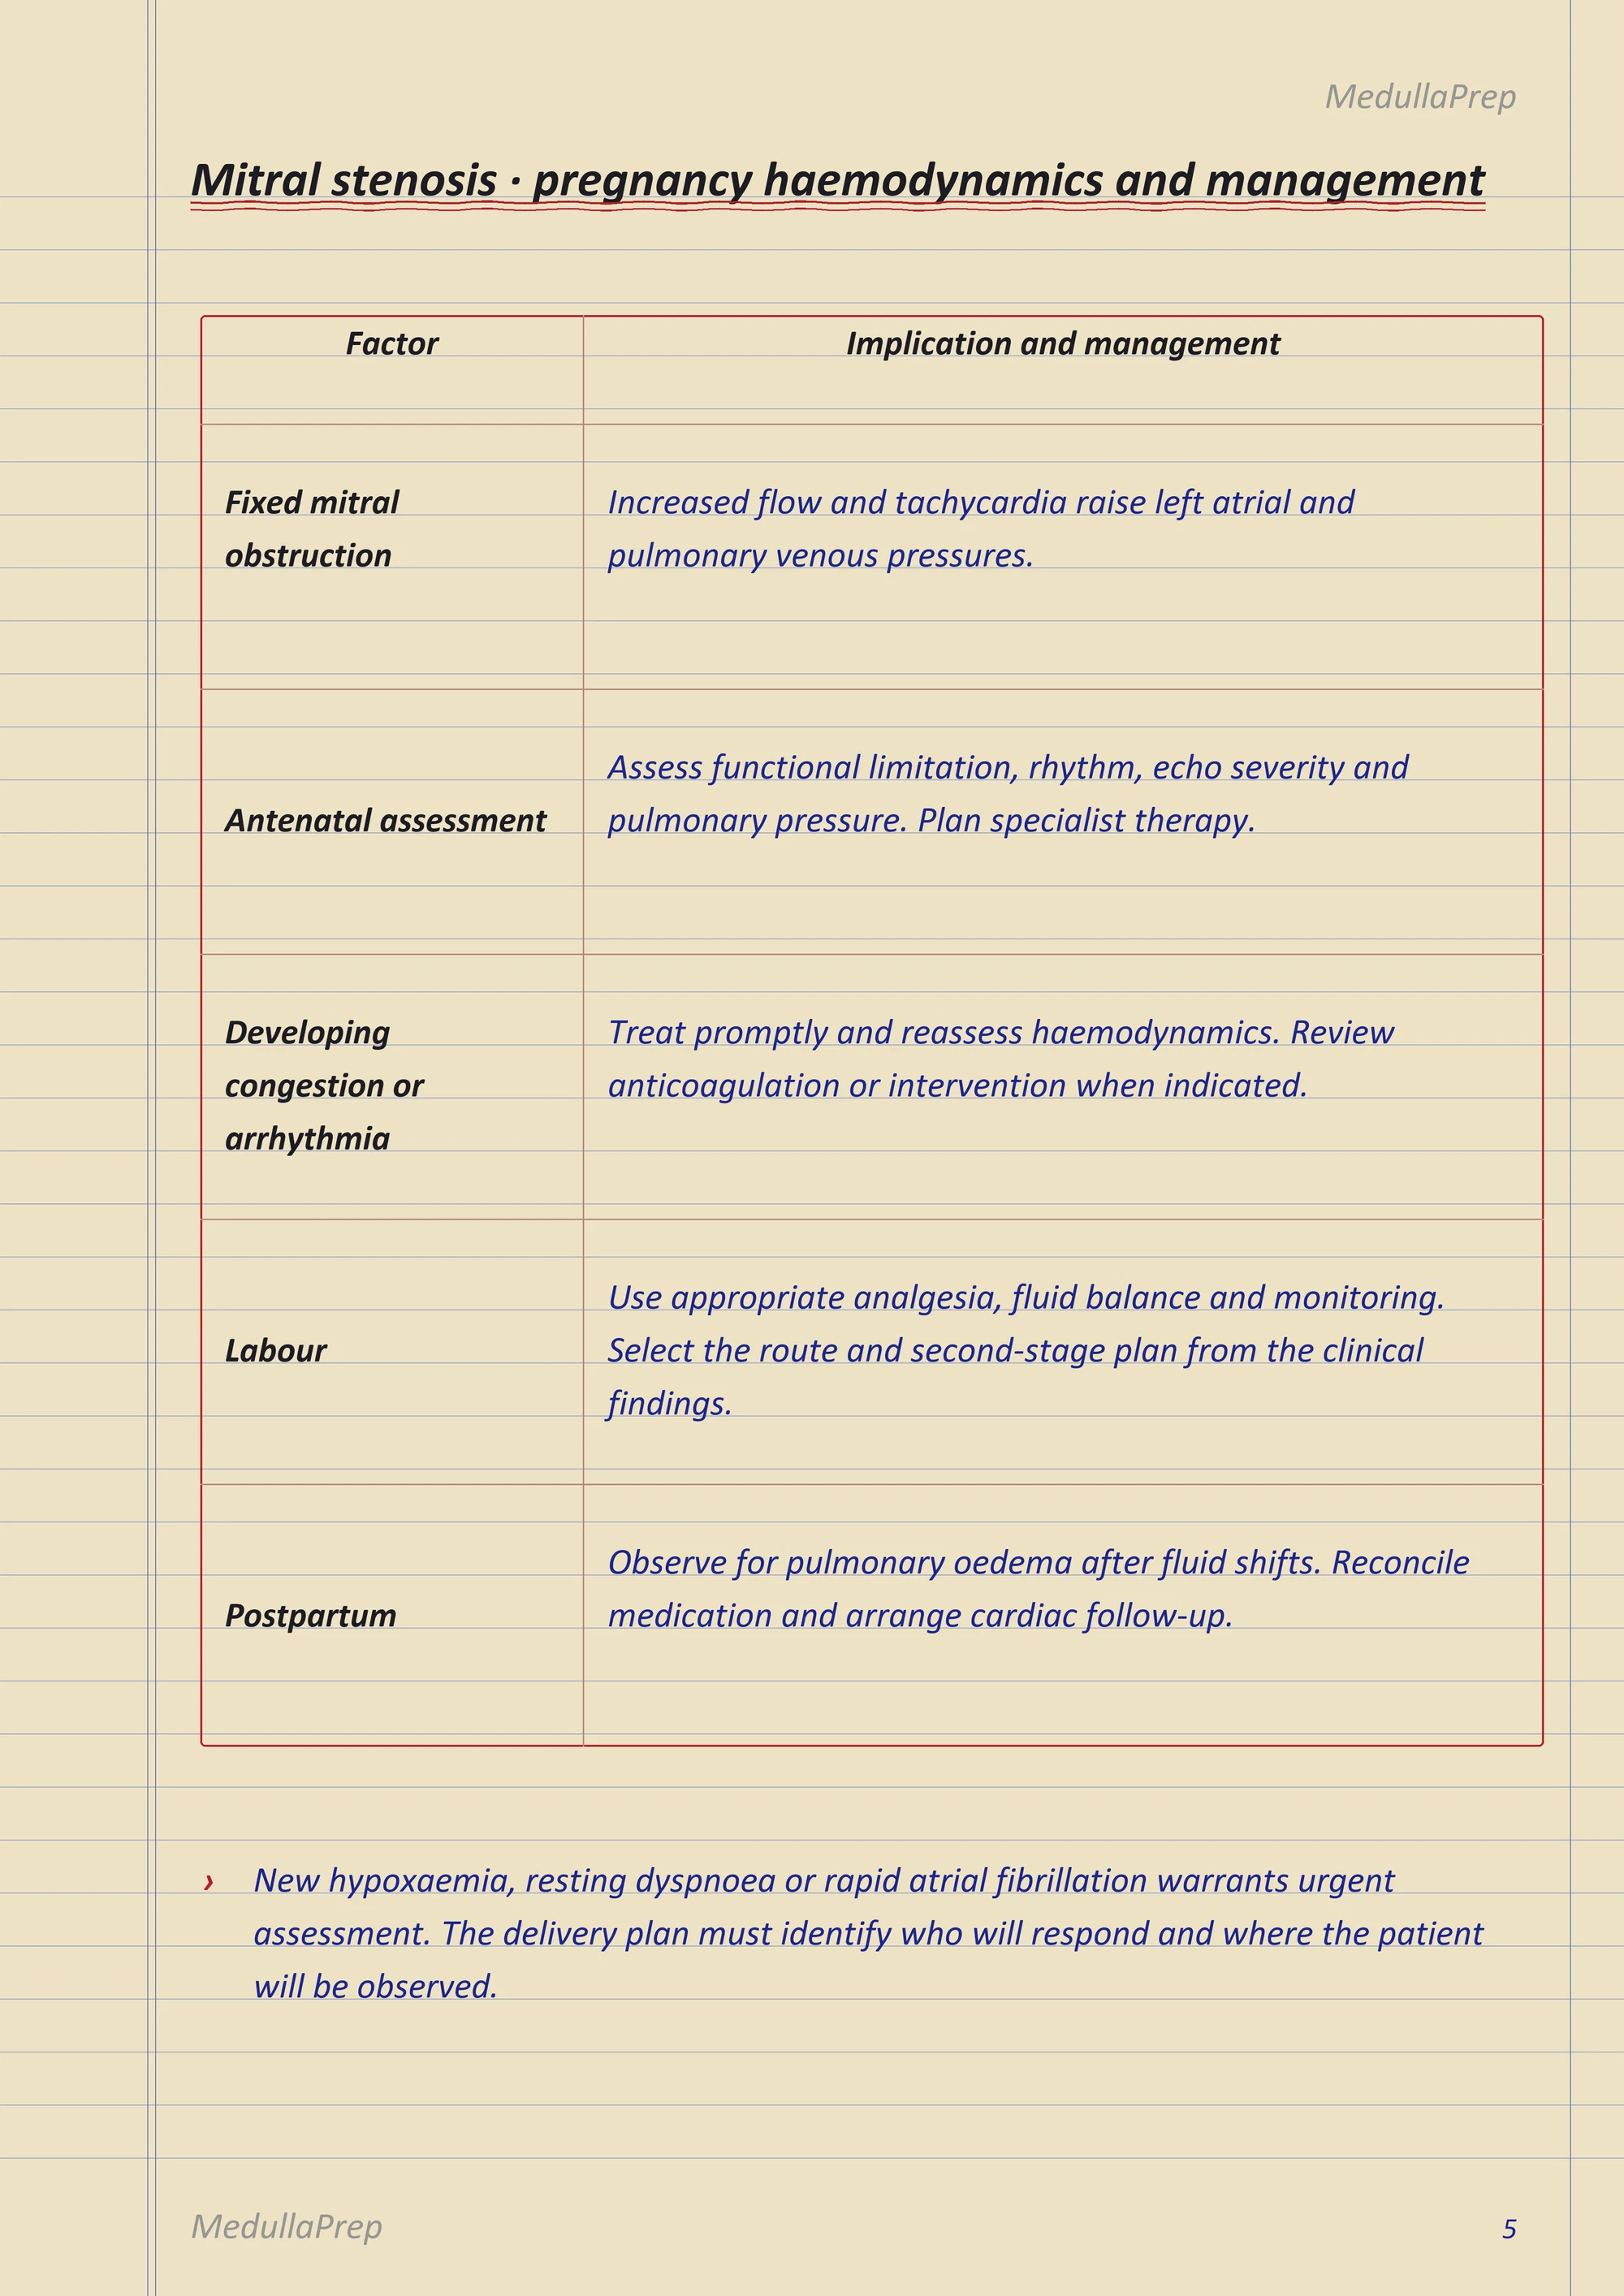 MedullaPrep
Mitral stenosis · pregnancy haemodynamics and management
Factor
Implication and management
Fixed mitral
obstruction
Increased flow and tachycardia raise left atrial and
pulmonary venous pressures.
Antenatal assessment
Assess functional limitation, rhythm, echo severity and
pulmonary pressure. Plan specialist therapy.
Developing
congestion or
arrhythmia
Treat promptly and reassess haemodynamics. Review
anticoagulation or intervention when indicated.
Labour
Use appropriate analgesia, fluid balance and monitoring.
Select the route and second-stage plan from the clinical
findings.
Postpartum
Observe for pulmonary oedema after fluid shifts. Reconcile
medication and arrange cardiac follow-up.
› New hypoxaemia, resting dyspnoea or rapid atrial fibrillation warrants urgent
assessment. The delivery plan must identify who will respond and where the patient
will be observed.
MedullaPrep
5